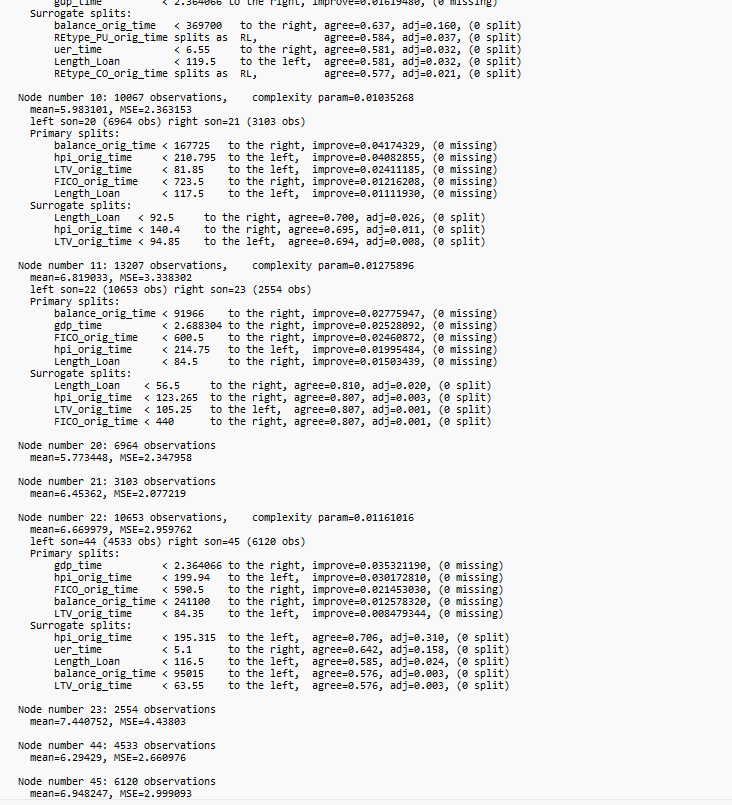 gdp_time < 2.364066 to the right, improve=0.01619480, (0 missing)
Surrogate splits:
balance_orig_time < 369700 to the right, agree=0.637, adj=0.160, (0 split)
REtype_PU_orig_time splits as RL, agree=0.584, adj=0.037, (0 split)
uer_time < 6.55 to the right, agree=0.581, adj=0.032, (0 split)
Length_Loan < 119.5 to the left, agree=0.581, adj=0.032, (0 split)
REtype_CO_orig_time splits as RL, agree=0.577, adj=0.021, (0 split)
Node number 10: 10067 observations, complexity param=0.01035268
mean=5.983101, MSE=2.363153
left son=20 (6964 obs) right son=21 (3103 obs)
Primary splits:
balance_orig_time < 167725 to the right, improve=0.04174329, (0 missing)
hpi_orig_time < 210.795 to the left, improve=0.04082855, (0 missing)
LTV_orig_time < 81.85 to the left, improve=0.02411185, (0 missing)
FICO_orig_time < 723.5 to the right, improve=0.01216208, (0 missing)
Length_Loan < 117.5 to the left, improve=0.01111930, (0 missing)
Surrogate splits:
Length_Loan < 92.5 to the right, agree=0.700, adj=0.026, (0 split)
hpi_orig_time < 140.4 to the right, agree=0.695, adj=0.011, (0 split)
LTV_orig_time < 94.85 to the left, agree=0.694, adj=0.008, (0 split)
Node number 11: 13207 observations, complexity param=0.01275896
mean=6.819033, MSE=3.338302
left son=22 (10653 obs) right son=23 (2554 obs)
Primary splits:
balance_orig_time < 91966 to the right, improve=0.02775947, (0 missing)
gdp_time < 2.688304 to the right, improve=0.02528092, (0 missing)
FICO_orig_time < 600.5 to the right, improve=0.02460872, (0 missing)
hpi_orig_time < 214.75 to the left, improve=0.01995484, (0 missing)
Length_Loan < 84.5 to the right, improve=0.01503439, (0 missing)
Surrogate splits:
Length_Loan < 56.5 to the right, agree=0.810, adj=0.020, (0 split)
hpi_orig_time < 123.265 to the right, agree=0.807, adj=0.003, (0 split)
LTV_orig_time < 105.25 to the left, agree=0.807, adj=0.001, (0 split)
FICO_orig_time < 440 to the right, agree=0.807, adj=0.001, (0 split)
Node number 20: 6964 observations
mean=5.773448, MSE=2.347958
Node number 21: 3103 observations
mean=6.45362, MSE=2.077219
Node number 22: 10653 observations, complexity param=0.01161016
mean=6.669979, MSE=2.959762
left son=44 (4533 obs) right son=45 (6120 obs)
Primary splits:
gdp_time < 2.364066 to the right, improve=0.035321190, (0 missing)
hpi_orig_time < 199.94 to the left, improve=0.030172810, (0 missing)
FICO_orig_time < 590.5 to the right, improve=0.021453030, (0 missing)
balance_orig_time < 241100 to the right, improve=0.012578320, (0 missing)
LTV_orig_time < 84.35 to the left, improve=0.008479344, (0 missing)
Surrogate splits:
hpi_orig_time < 195.315 to the left, agree=0.706, adj=0.310, (0 split)
uer_time < 5.1 to the right, agree=0.642, adj=0.158, (0 split)
Length_Loan < 116.5 to the left, agree=0.585, adj=0.024, (0 split)
balance_orig_time < 95015 to the right, agree=0.576, adj=0.003, (0 split)
LTV_orig_time < 63.55 to the left, agree=0.576, adj=0.003, (0 split)
Node number 23: 2554 observations
mean=7.440752, MSE=4.43803
Node number 44: 4533 observations
mean=6.29429, MSE=2.660976
Node number 45: 6120 observations
mean=6.948247, MSE=2.999093